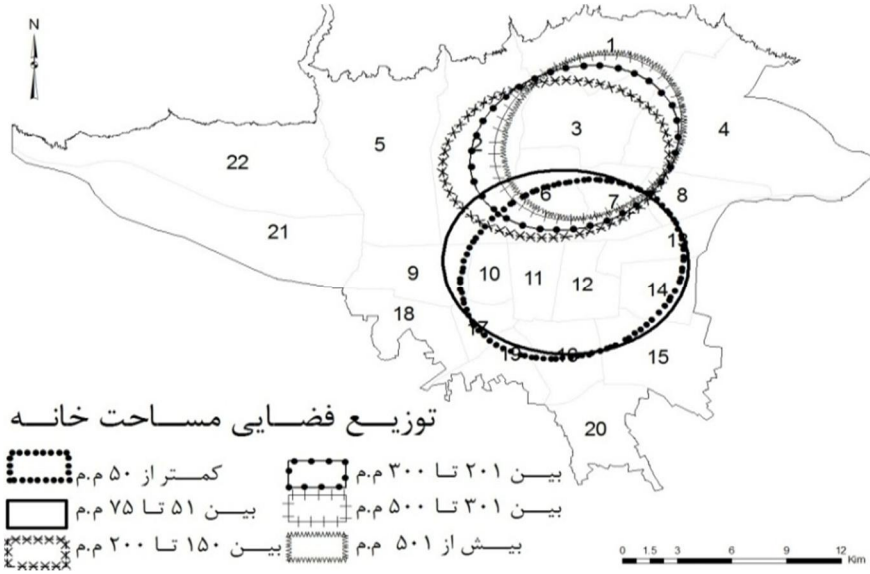 N
1
2
3
4
5
6
7
8
22
21
9
10
11
12
13
14
18
17
19
16
15
20
توزیع فضایی مساحت خانه
کمتر از ۵۰ م.م
بین ۲۰۱ تا ۳۰۰ م.م
بین ۵۱ تا ۷۵ م.م
بین ۳۰۱ تا ۵۰۰ م.م
بین ۱۵۰ تا ۲۰۰ م.م
بیش از ۵۰۱ م.م
0 1.5 3 6 9 12
Kim